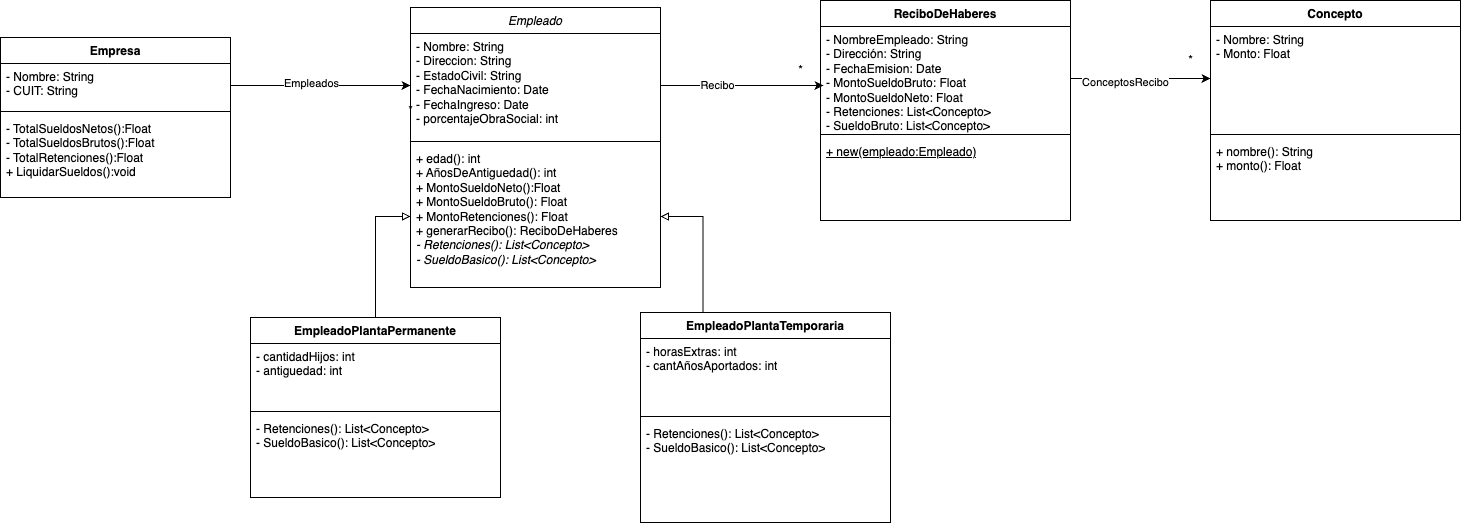 Empresa
- Nombre: String
- CUIT: String
- TotalSueldosNetos():Float
- TotalSueldosBrutos():Float
- TotalRetenciones():Float
+ LiquidarSueldos():void
Empleados
*
Empleado
- Nombre: String
- Direccion: String
- EstadoCivil: String
- FechaNacimiento: Date
- FechaIngreso: Date
- porcentajeObraSocial: int
+ edad(): int
+ AñosDeAntiguedad(): int
+ MontoSueldoNeto():Float
+ MontoSueldoBruto(): Float
+ MontoRetenciones(): Float
+ generarRecibo(): ReciboDeHaberes
- Retenciones(): List<Concepto>
- SueldoBasico(): List<Concepto>
Recibo
*
ReciboDeHaberes
- NombreEmpleado: String
- Dirección: String
- FechaEmision: Date
- MontoSueldoBruto: Float
- MontoSueldoNeto: Float
- Retenciones: List<Concepto>
- SueldoBruto: List<Concepto>
+ new(empleado:Empleado)
ConceptosRecibo
*
Concepto
- Nombre: String
- Monto: Float
+ nombre(): String
+ monto(): Float
EmpleadoPlantaPermanente
- cantidadHijos: int
- antiguedad: int
- Retenciones(): List<Concepto>
- SueldoBasico(): List<Concepto>
EmpleadoPlantaTemporaria
- horasExtras: int
- cantAñosAportados: int
- Retenciones(): List<Concepto>
- SueldoBasico(): List<Concepto>